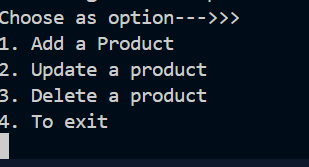 Choose as option--->>>
1. Add a Product
2. Update a product
3. Delete a product
4. To exit